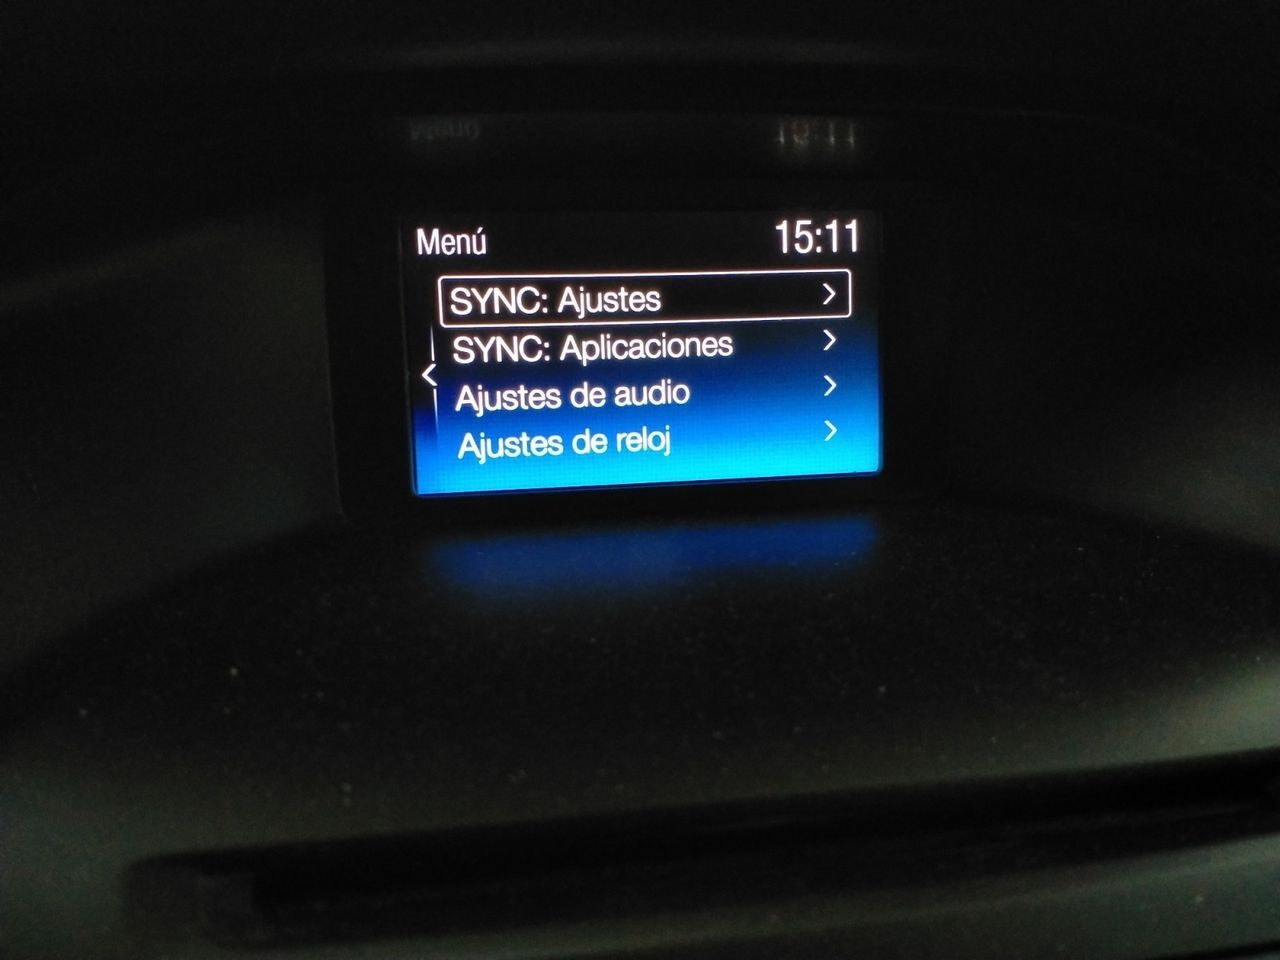 Menú 15:11
SYNC: Ajustes
SYNC: Aplicaciones
Ajustes de audio
Ajustes de reloj